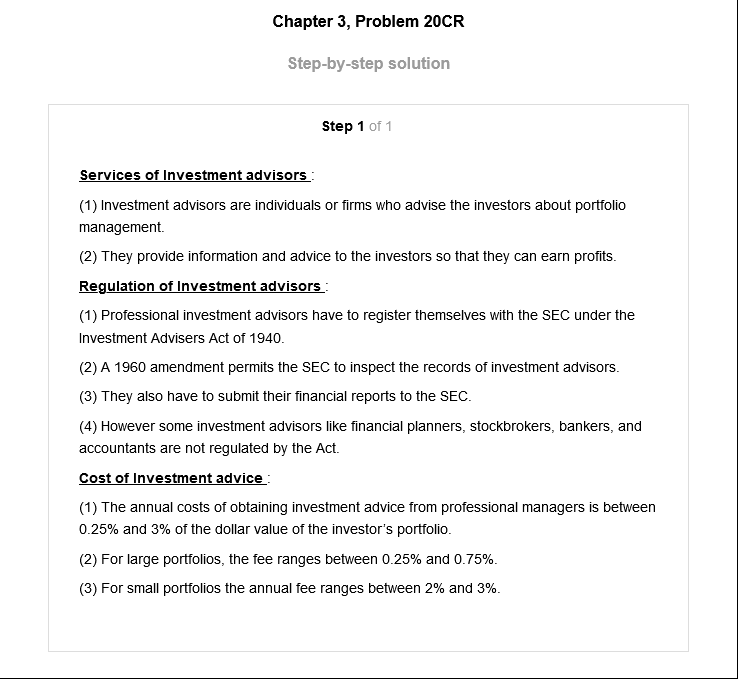 Chapter 3, Problem 20CR
Step-by-step solution
Step 1 of 1
Services of Investment advisors :
(1) Investment advisors are individuals or firms who advise the investors about portfolio
management.
(2) They provide information and advice to the investors so that they can earn profits.
Regulation of Investment advisors :
(1) Professional investment advisors have to register themselves with the SEC under the
Investment Advisers Act of 1940.
(2) A 1960 amendment permits the SEC to inspect the records of investment advisors.
(3) They also have to submit their financial reports to the SEC.
(4) However some investment advisors like financial planners, stockbrokers, bankers, and
accountants are not regulated by the Act.
Cost of Investment advice :
(1) The annual costs of obtaining investment advice from professional managers is between
0.25% and 3% of the dollar value of the investor’s portfolio.
(2) For large portfolios, the fee ranges between 0.25% and 0.75%.
(3) For small portfolios the annual fee ranges between 2% and 3%.